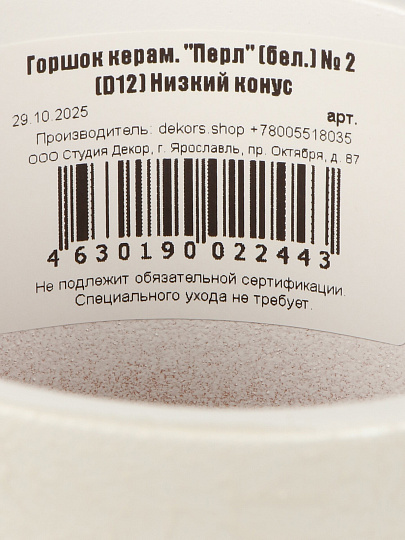 Горшок керам. "Перл" (бел.) № 2
(D12) Низкий конус
29.10.2025 арт.
Производитель: dekors.shop +78005518035
ООО Студия Декор, г. Ярославль, пр. Октября, д. 87
4 630190 022443
Не подлежит обязательной сертификации.
Специального ухода не требует.